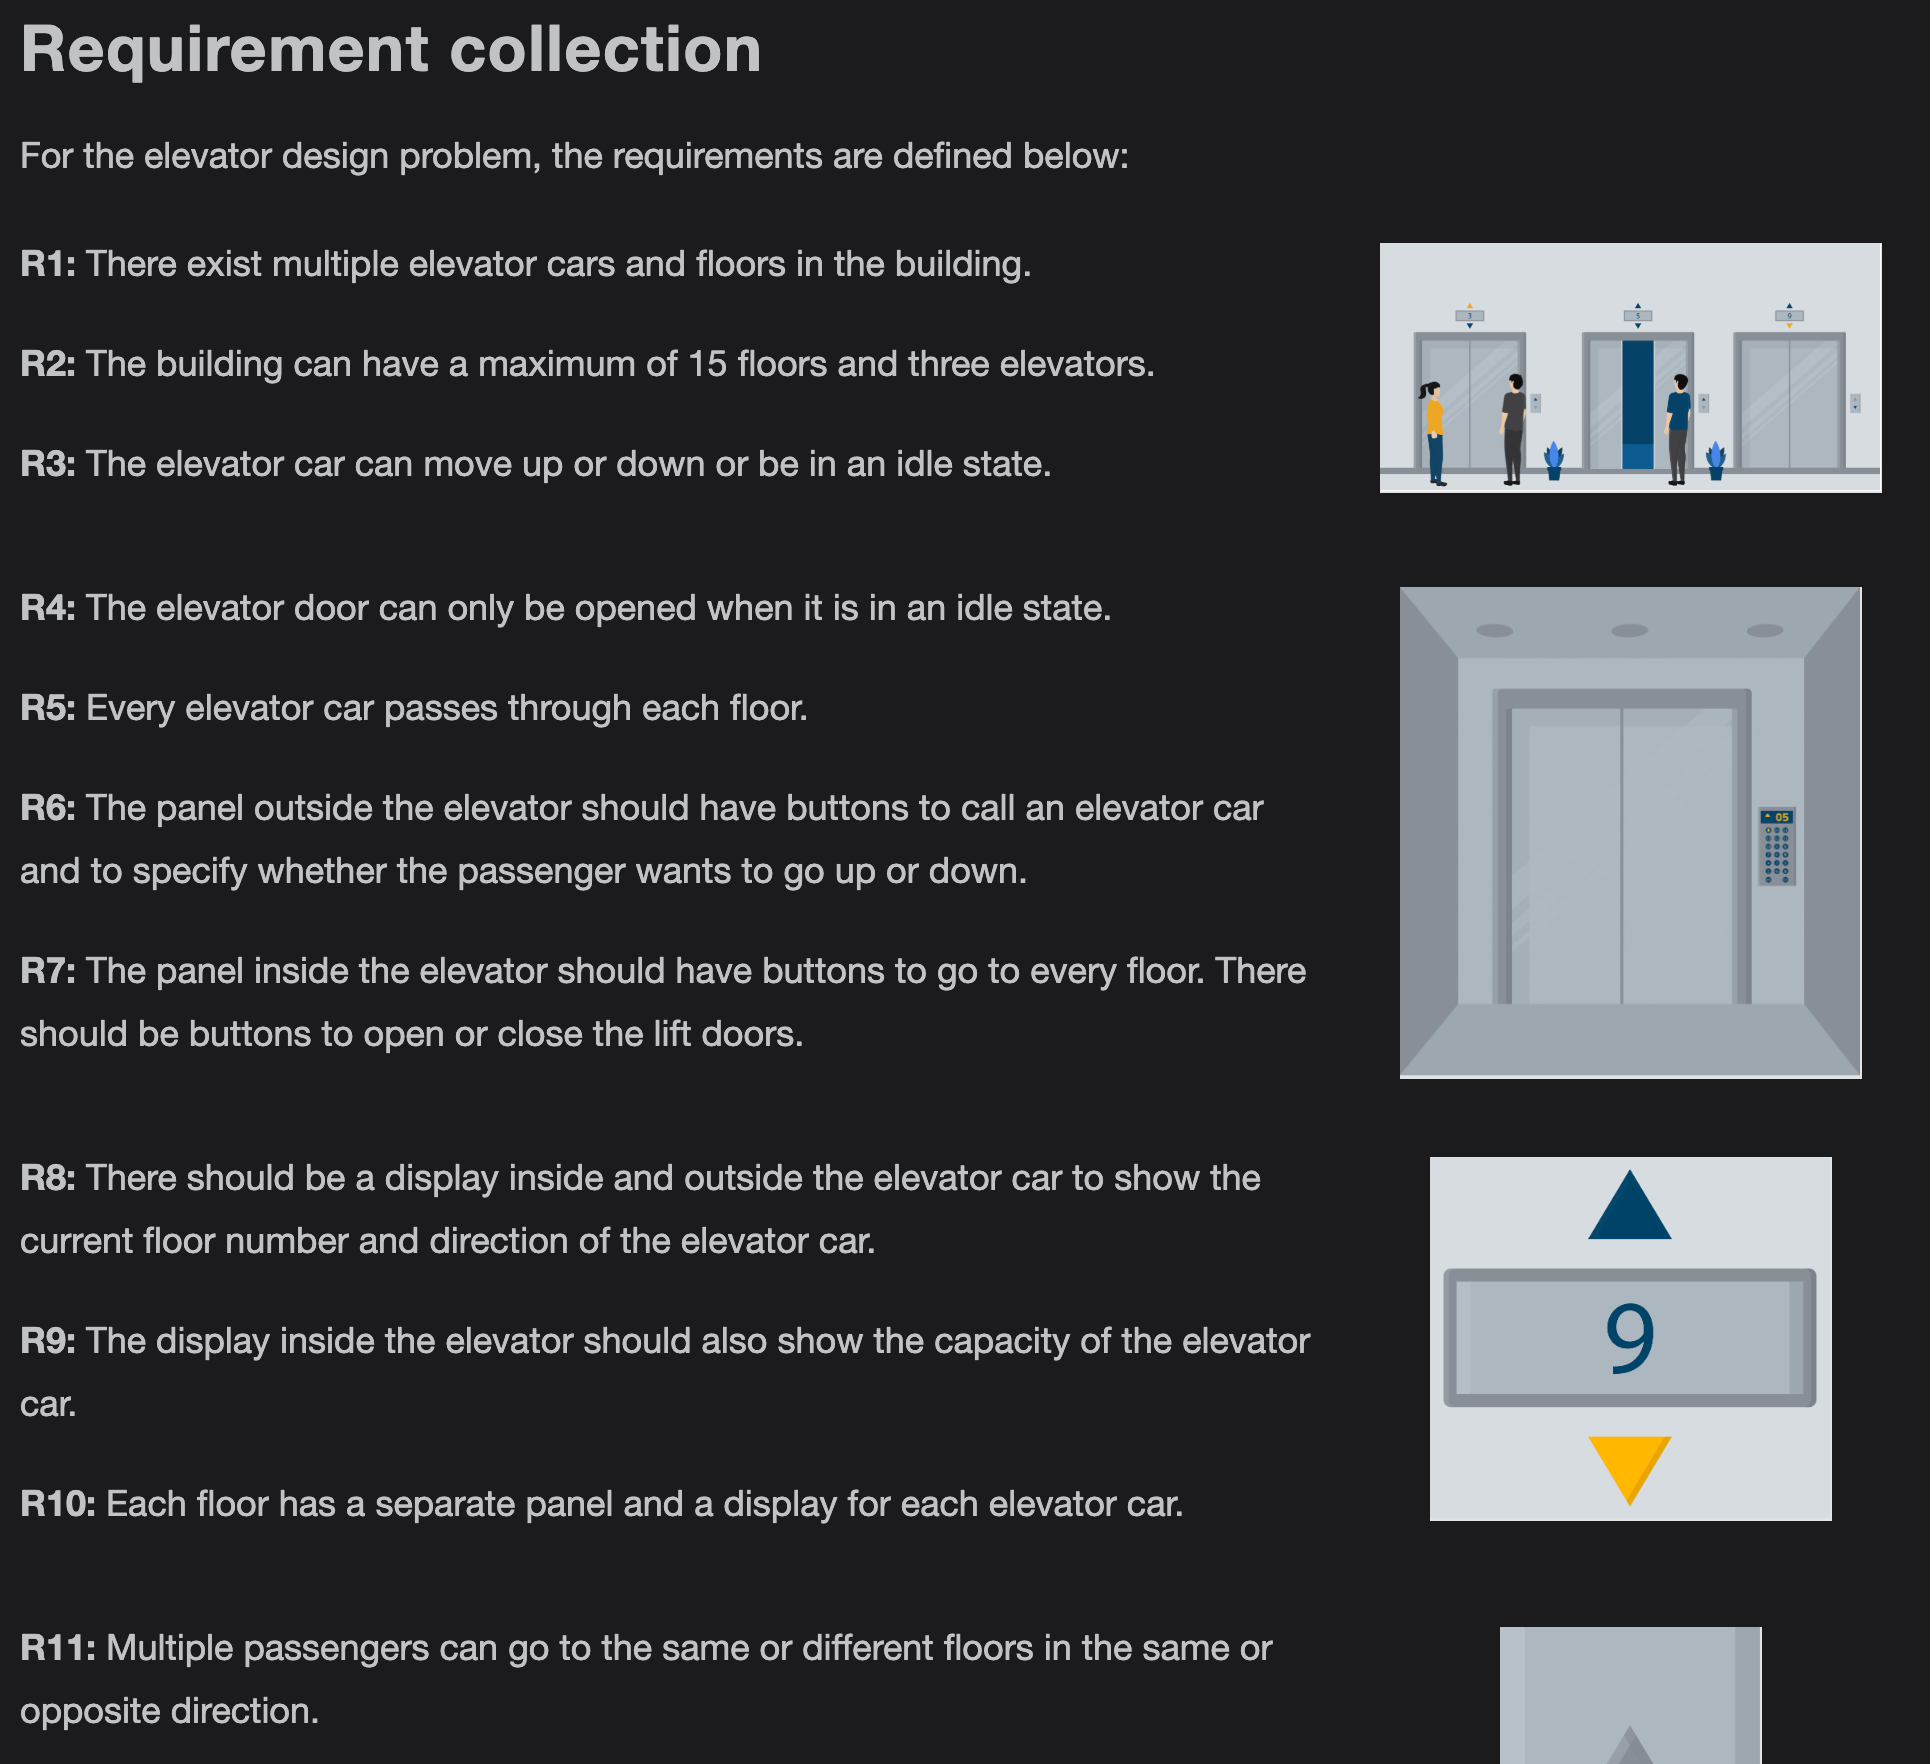 Requirement collection
For the elevator design problem, the requirements are defined below:
R1: There exist multiple elevator cars and floors in the building.
R2: The building can have a maximum of 15 floors and three elevators.
R3: The elevator car can move up or down or be in an idle state.
3
5
9
R4: The elevator door can only be opened when it is in an idle state.
R5: Every elevator car passes through each floor.
R6: The panel outside the elevator should have buttons to call an elevator car
and to specify whether the passenger wants to go up or down.
R7: The panel inside the elevator should have buttons to go to every floor. There
should be buttons to open or close the lift doors.
05
R8: There should be a display inside and outside the elevator car to show the
current floor number and direction of the elevator car.
R9: The display inside the elevator should also show the capacity of the elevator
car.
R10: Each floor has a separate panel and a display for each elevator car.
9
R11: Multiple passengers can go to the same or different floors in the same or
opposite direction.